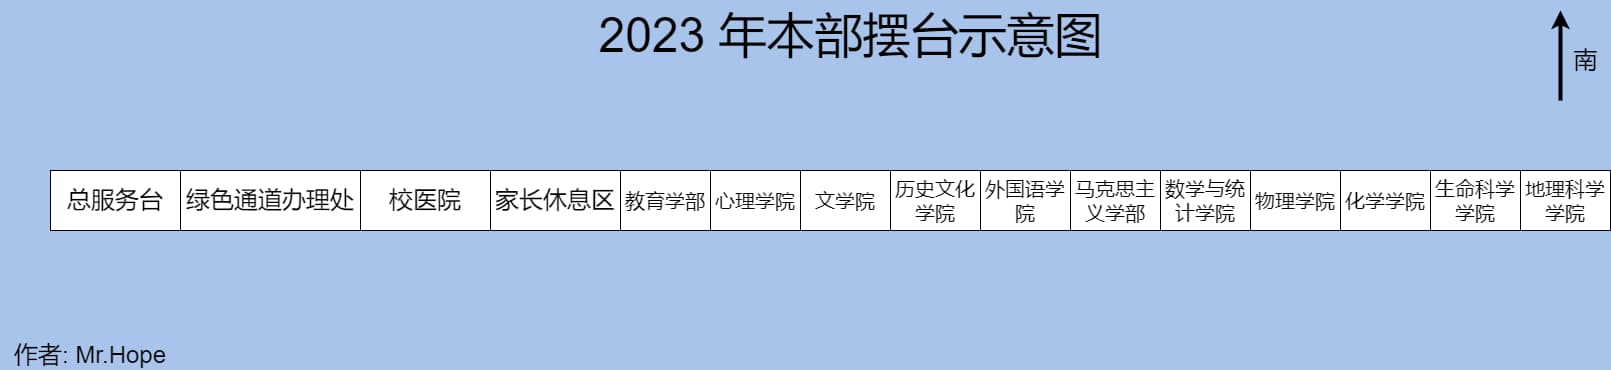 2023 年本部摆台示意图
南
总服务台
绿色通道办理处
校医院
家长休息区
教育学部
心理学院
文学院
历史文化
学院
外国语学
院
马克思主
义学部
数学与统
计学院
物理学院
化学学院
生命科学
学院
地理科学
学院
作者: Mr.Hope